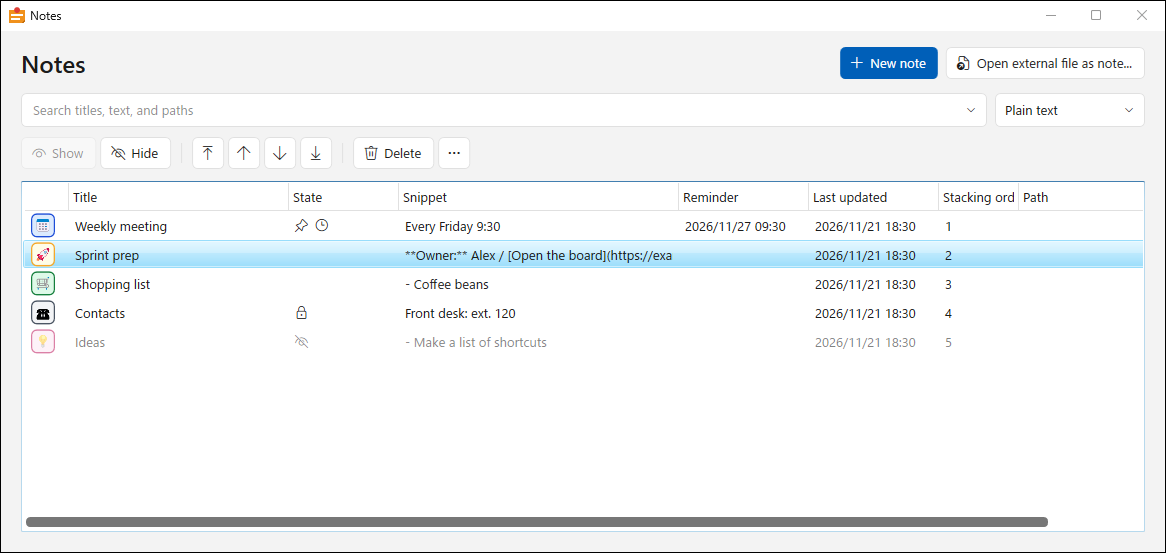 Notes
Notes
New note
Open external file as note...
Search titles, text, and paths
Plain text
Show
Hide
Delete
...
Title State Snippet Reminder Last updated Stacking ord Path
Weekly meeting Every Friday 9:30 2026/11/27 09:30 2026/11/21 18:30 1
Sprint prep **Owner:** Alex / [Open the board](https://exa 2026/11/21 18:30 2
Shopping list - Coffee beans 2026/11/21 18:30 3
Contacts Front desk: ext. 120 2026/11/21 18:30 4
Ideas - Make a list of shortcuts 2026/11/21 18:30 5